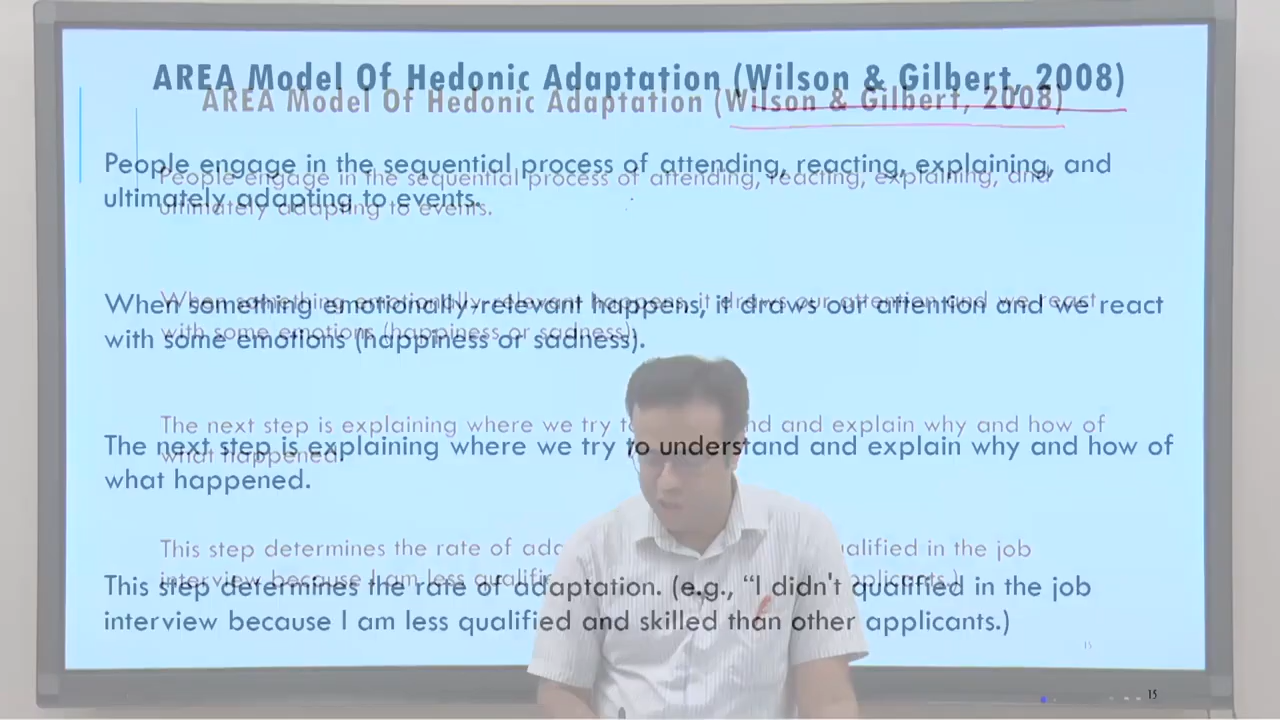 AREA Model Of Hedonic Adaptation (Wilson & Gilbert, 2008)
People engage in the sequential process of attending, reacting, explaining, and
ultimately adapting to events.
When something emotionally-relevant happens, it draws our attention and we react
with some emotions (happiness or sadness).
The next step is explaining where we try to understand and explain why and how of
what happened.
This step determines the rate of adaptation. (e.g., “I didn't qualified in the job
interview because I am less qualified and skilled than other applicants.)
15